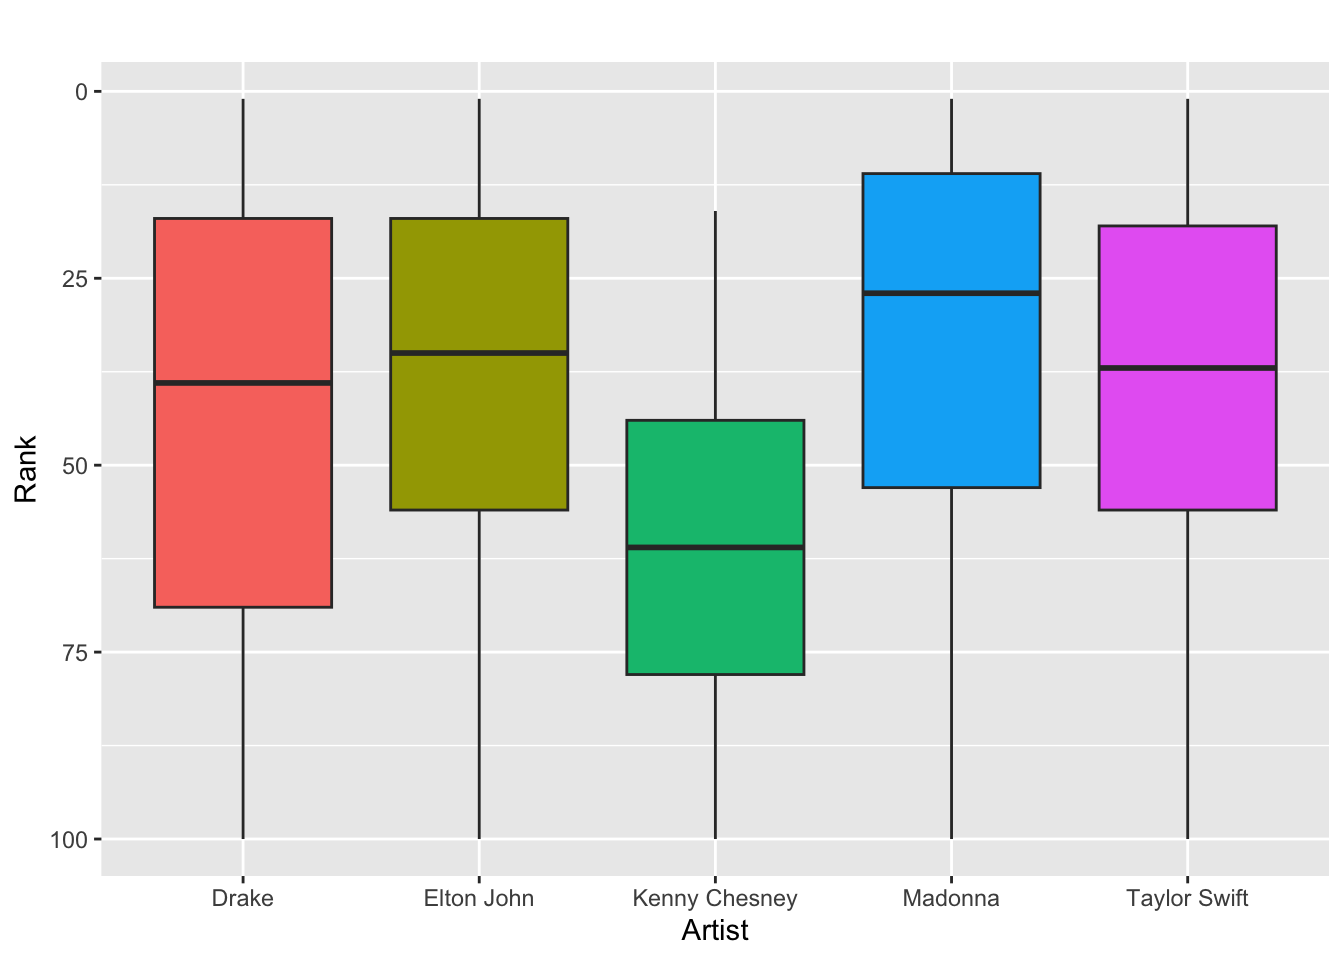 0
25
50
75
100
Rank
Drake
Elton John
Kenny Chesney
Madonna
Taylor Swift
Artist